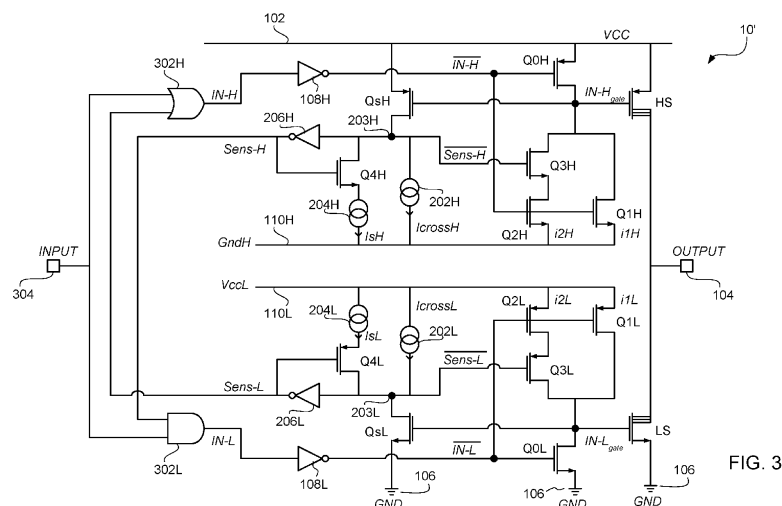 102
VCC
10'
302H
IN-H
108H
IN-H
Q0H
QsH
IN-Hgate
HS
206H
203H
Sens-H
Sens-H
Q3H
Q4H
204H
202H
Q1H
110H
IsH
IcrossH
Q2H
i2H
i1H
GndH
INPUT
304
OUTPUT
104
VccL
110L
204L
IsL
IcrossL
202L
Q2L
i2L
i1L
Q1L
Q4L
Sens-L
Sens-L
Q3L
206L
203L
QsL
IN-L
302L
108L
IN-L
IN-Lgate
LS
Q0L
106
GND
106
GND
106
GND
FIG. 3